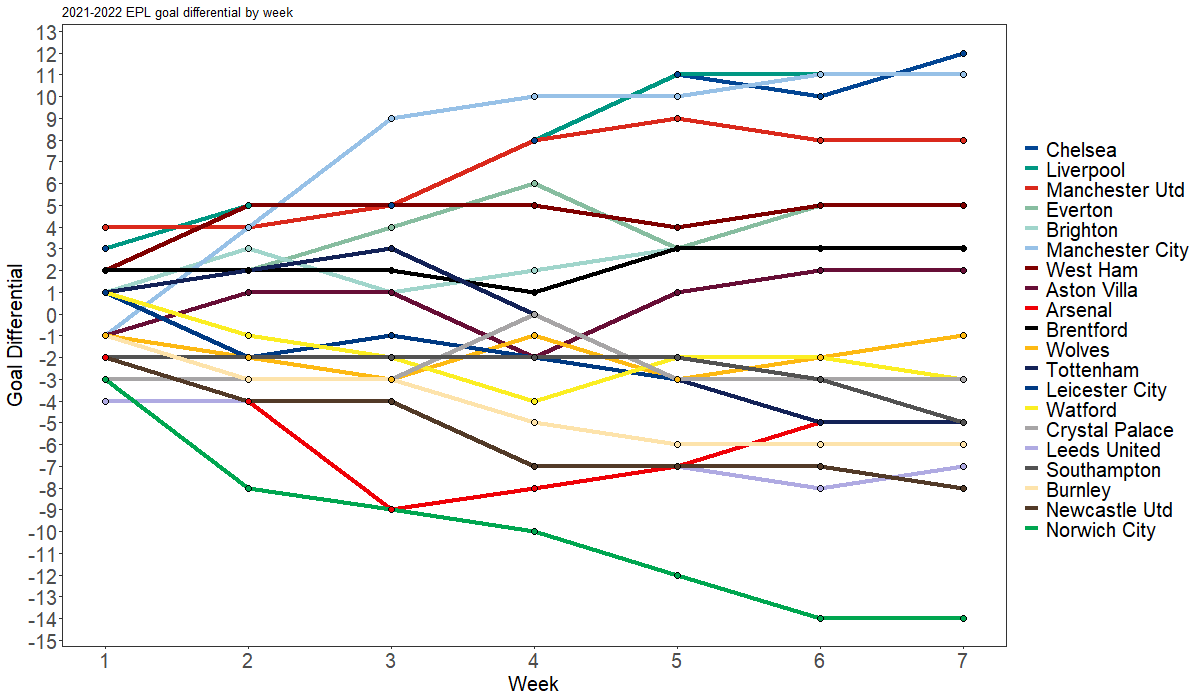 2021-2022 EPL goal differential by week
13
12
11
10
9
8
7
6
5
4
3
2
1
0
-1
-2
-3
-4
-5
-6
-7
-8
-9
-10
-11
-12
-13
-14
-15
Goal Differential
1 2 3 4 5 6 7
Week
Chelsea
Liverpool
Manchester Utd
Everton
Brighton
Manchester City
West Ham
Aston Villa
Arsenal
Brentford
Wolves
Tottenham
Leicester City
Watford
Crystal Palace
Leeds United
Southampton
Burnley
Newcastle Utd
Norwich City